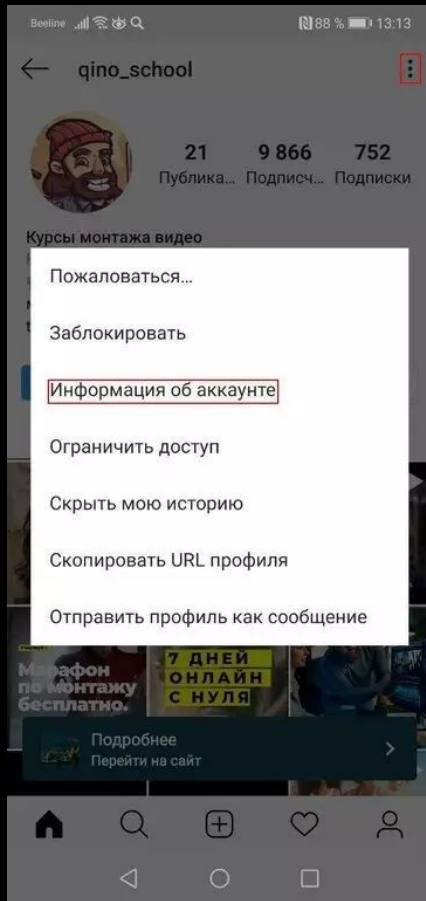 Beeline
88 % 13:13
qino_school
21 9 866 752
Публика... Подписч... Подписки
Курсы монтажа видео
Пожаловаться...
Заблокировать
Информация об аккаунте
Ограничить доступ
Скрыть мою историю
Скопировать URL профиля
Отправить профиль как сообщение
Марафон
по монтажу
бесплатно.
7 ДНЕЙ
ОНЛАЙН
С НУЛЯ
Подробнее
Перейти на сайт